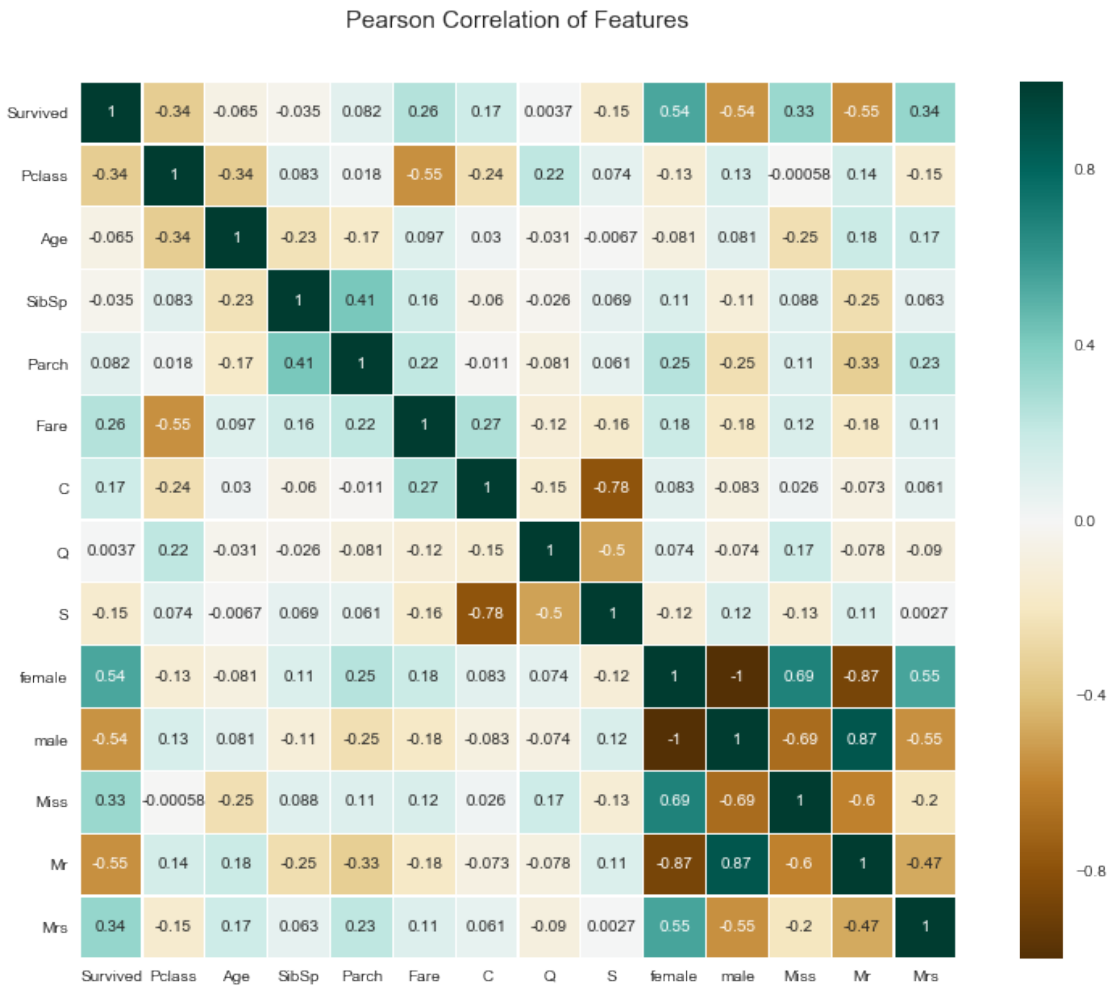 Pearson Correlation of Features
Survived 1 -0.34 -0.065 -0.035 0.082 0.26 0.17 0.0037 -0.15 0.54 -0.54 0.33 -0.55 0.34
Pclass -0.34 1 -0.34 0.083 0.018 -0.55 -0.24 0.22 0.074 -0.13 0.13 -0.00058 0.14 -0.15
0.8
Age -0.065 -0.34 1 -0.23 -0.17 0.097 0.03 -0.031 -0.0067 -0.081 0.081 -0.25 0.18 0.17
SibSp -0.035 0.083 -0.23 1 0.41 0.16 -0.06 -0.026 0.069 0.11 -0.11 0.088 -0.25 0.063
0.4
Parch 0.082 0.018 -0.17 0.41 1 0.22 -0.011 -0.081 0.061 0.25 -0.25 0.11 -0.33 0.23
Fare 0.26 -0.55 0.097 0.16 0.22 1 0.27 -0.12 -0.16 0.18 -0.18 0.12 -0.18 0.11
C 0.17 -0.24 0.03 -0.06 -0.011 0.27 1 -0.15 -0.78 0.083 -0.083 0.026 -0.073 0.061
0.0
Q 0.0037 0.22 -0.031 -0.026 -0.081 -0.12 -0.15 1 -0.5 0.074 -0.074 0.17 -0.078 -0.09
S -0.15 0.074 -0.0067 0.069 0.061 -0.16 -0.78 -0.5 1 -0.12 0.12 -0.13 0.11 0.0027
female 0.54 -0.13 -0.081 0.11 0.25 0.18 0.083 0.074 -0.12 1 -1 0.69 -0.87 0.55
−0.4
male -0.54 0.13 0.081 -0.11 -0.25 -0.18 -0.083 -0.074 0.12 -1 1 -0.69 0.87 -0.55
Miss 0.33 -0.00058 -0.25 0.088 0.11 0.12 0.026 0.17 -0.13 0.69 -0.69 1 -0.6 -0.2
Mr -0.55 0.14 0.18 -0.25 -0.33 -0.18 -0.073 -0.078 0.11 -0.87 0.87 -0.6 1 -0.47
−0.8
Mrs 0.34 -0.15 0.17 0.063 0.23 0.11 0.061 -0.09 0.0027 0.55 -0.55 -0.2 -0.47 1
Survived Pclass Age SibSp Parch Fare C Q S female male Miss Mr Mrs